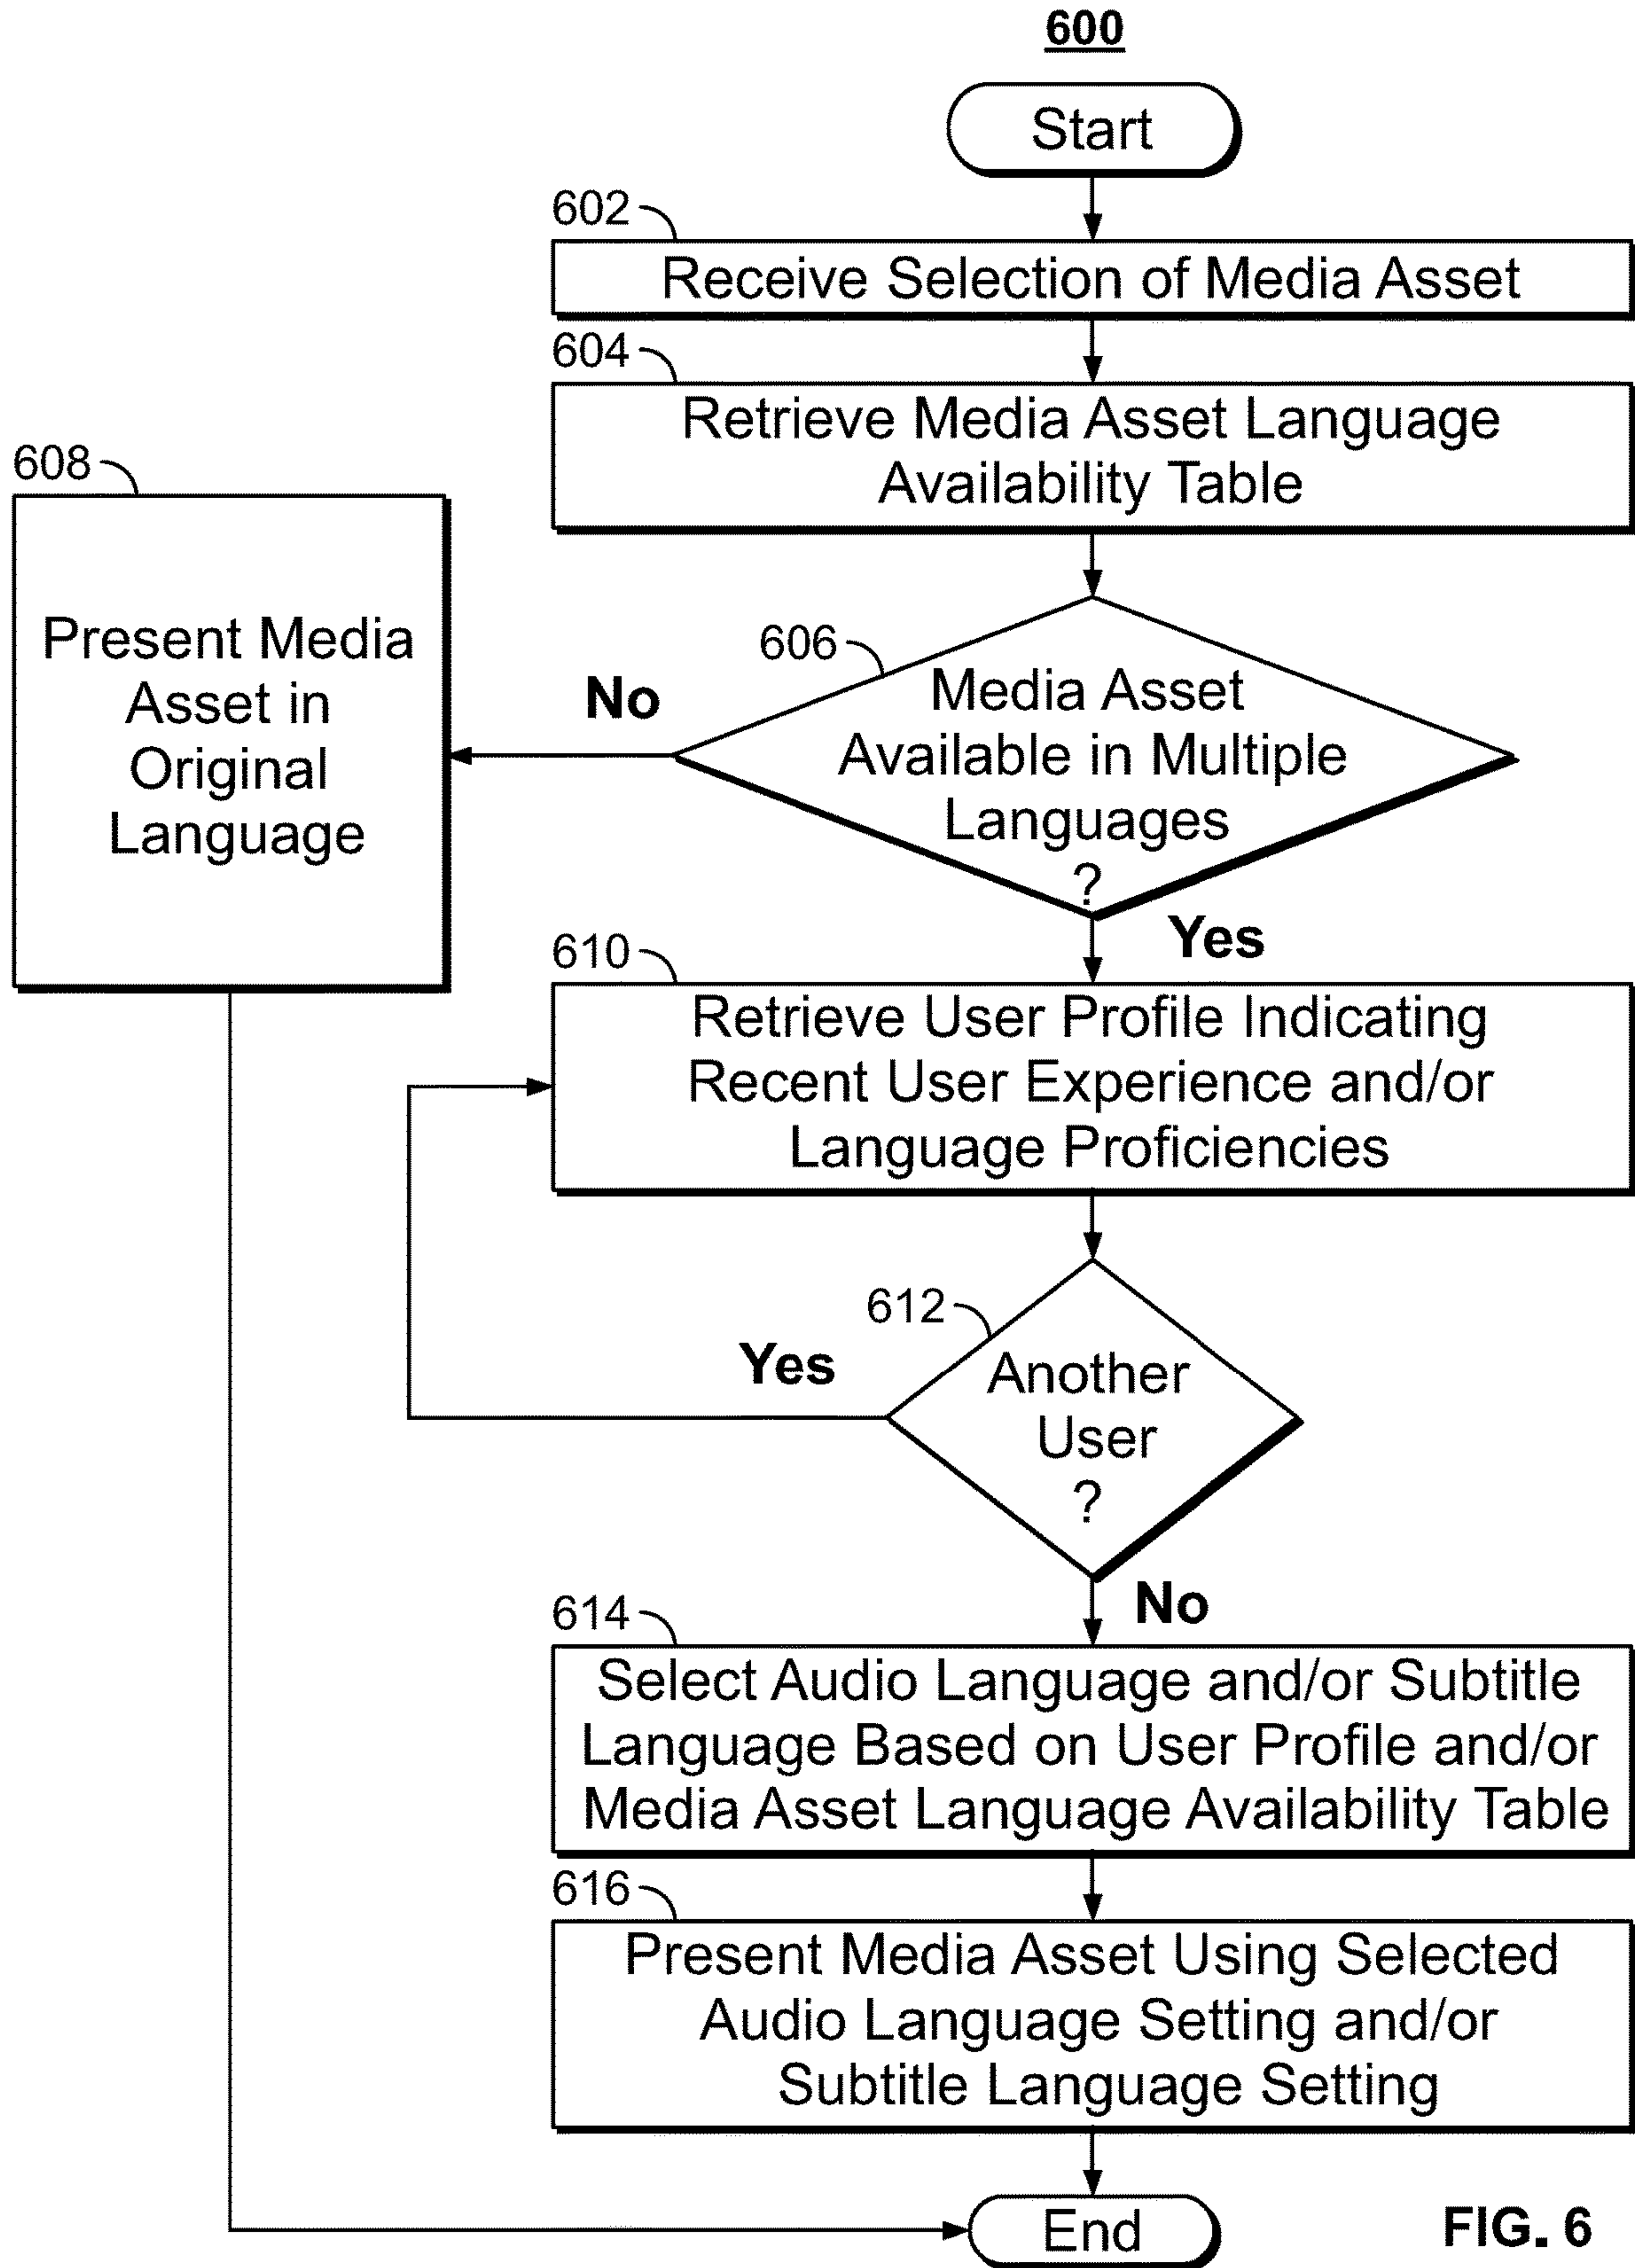 600
Start
602
Receive Selection of Media Asset
604
Retrieve Media Asset Language
Availability Table
608
Present Media
Asset in
Original
Language
606
Media Asset
Available in Multiple
Languages
?
No
Yes
610
Retrieve User Profile Indicating
Recent User Experience and/or
Language Proficiencies
612
Another
User
?
Yes
No
614
Select Audio Language and/or Subtitle
Language Based on User Profile and/or
Media Asset Language Availability Table
616
Present Media Asset Using Selected
Audio Language Setting and/or
Subtitle Language Setting
End
FIG. 6